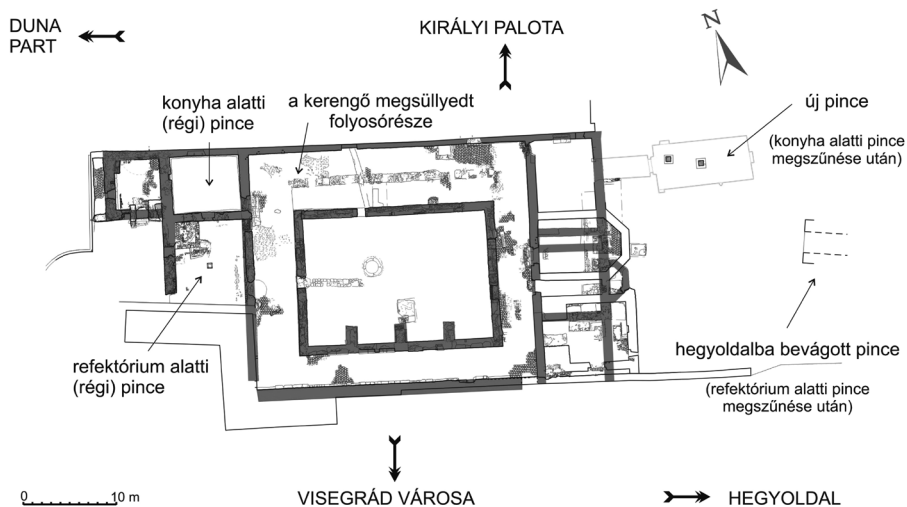 DUNA
PART
KIRÁLYI PALOTA
N
konyha alatti
(régi) pince
a kerengő megsüllyedt
folyosórésze
új pince
(konyha alatti pince
megszűnése után)
refektórium alatti
(régi) pince
hegyoldalba bevágott pince
(refektórium alatti pince
megszűnése után)
0 10 m
VISEGRÁD VÁROSA
HEGYOLDAL